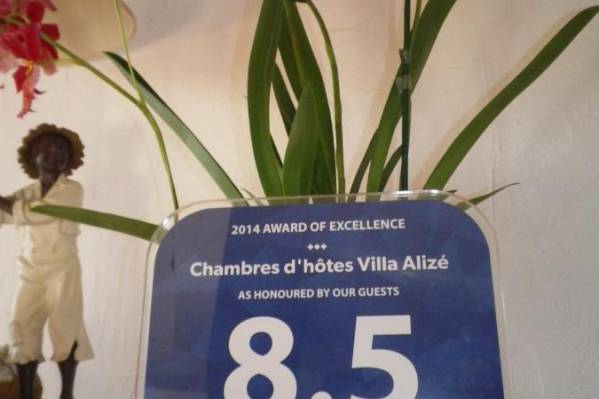 2014 AWARD OF EXCELLENCE
Chambres d'hôtes Villa Alizé
AS HONOURED BY OUR GUESTS
8.5